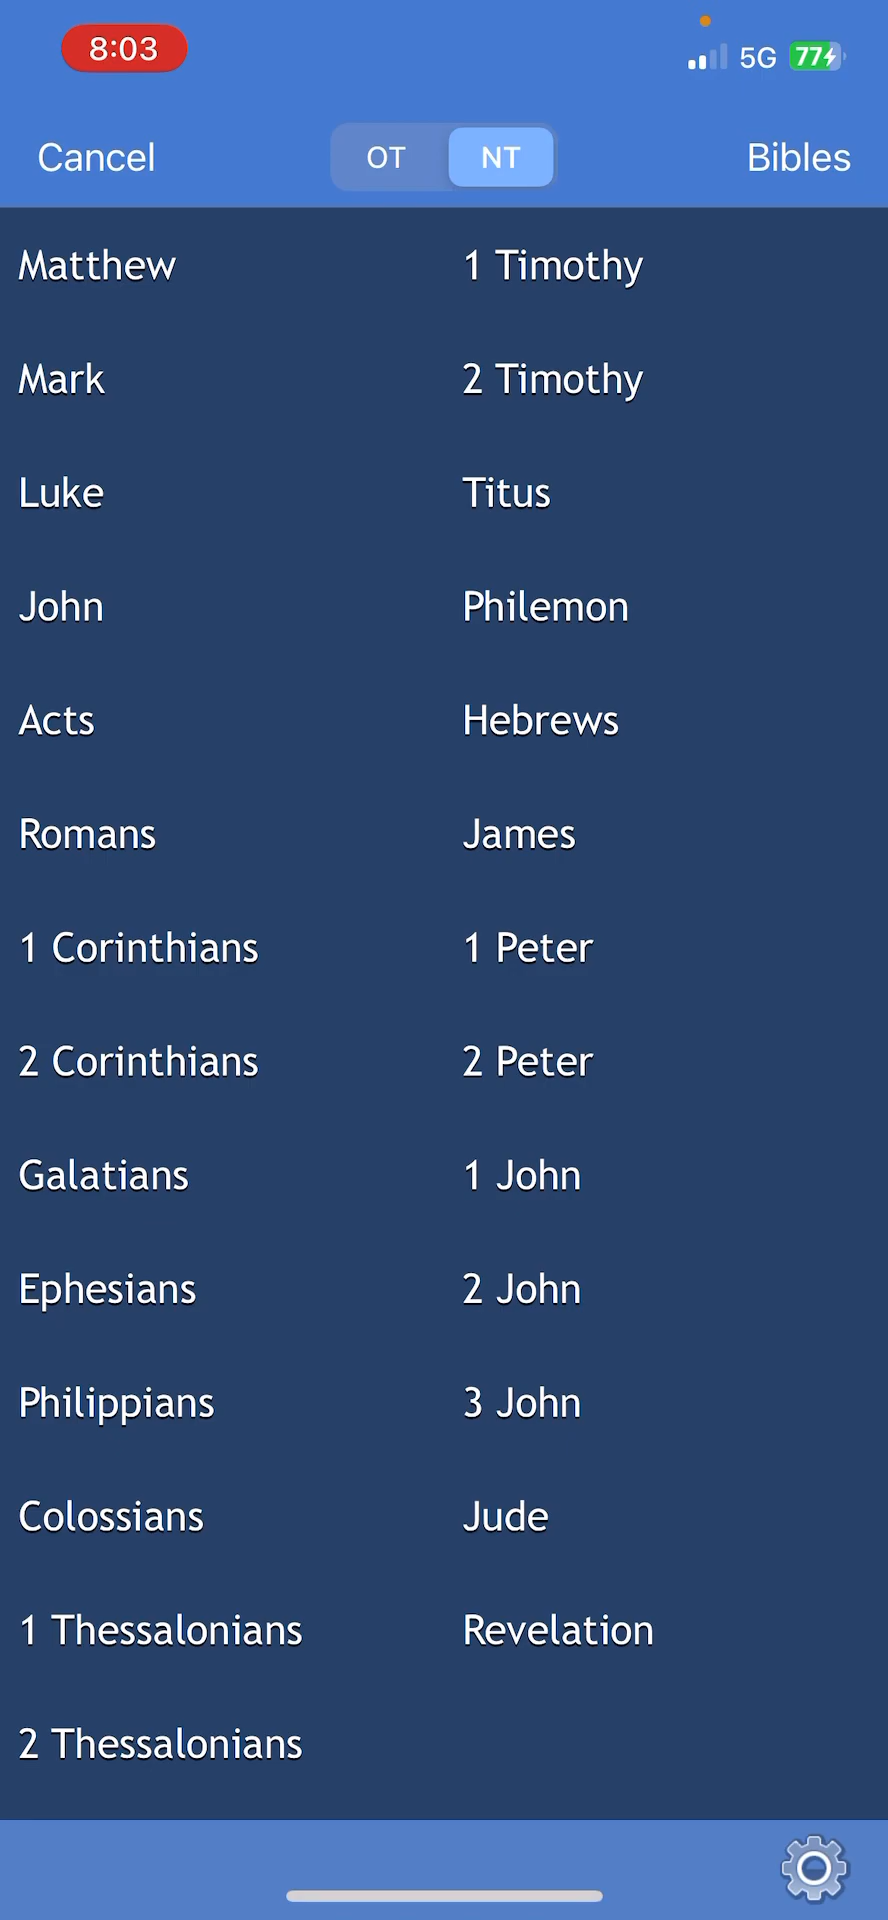 8:03
5G 77
Cancel OT NT Bibles
Matthew
Mark
Luke
John
Acts
Romans
1 Corinthians
2 Corinthians
Galatians
Ephesians
Philippians
Colossians
1 Thessalonians
2 Thessalonians
1 Timothy
2 Timothy
Titus
Philemon
Hebrews
James
1 Peter
2 Peter
1 John
2 John
3 John
Jude
Revelation